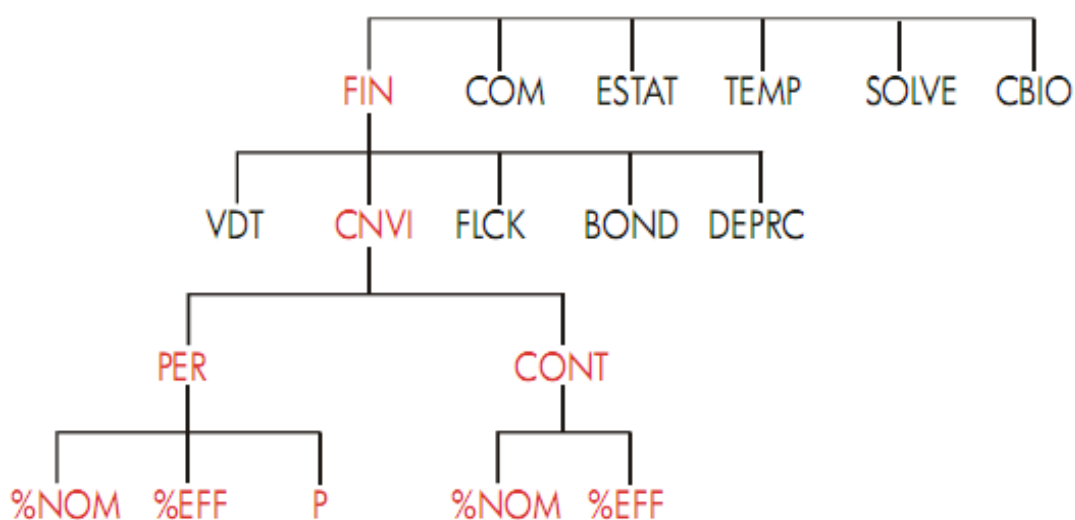 FIN COM ESTAT TEMP SOLVE CBIO
VDT CNVI FLCK BOND DEPRC
PER CONT
%NOM %EFF P %NOM %EFF